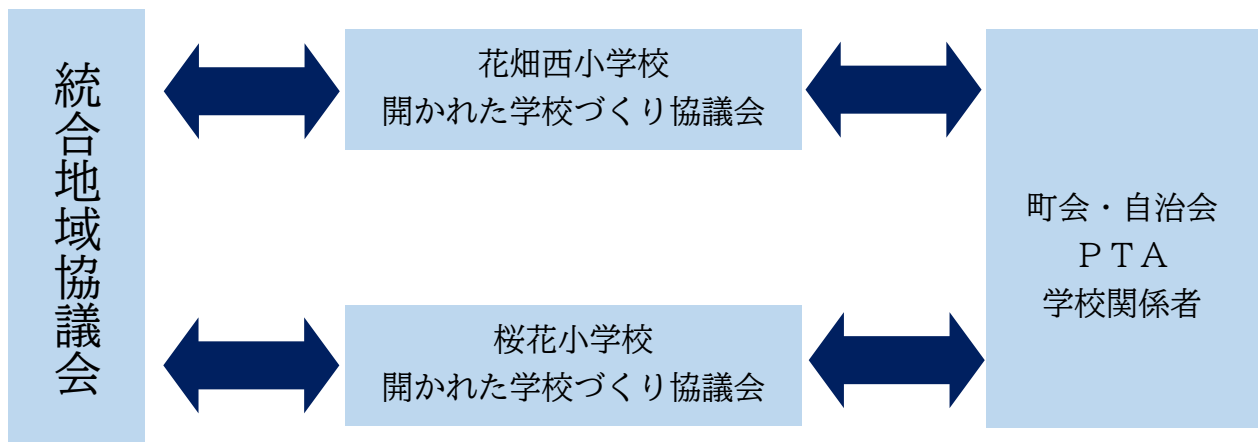 統合地域協議会
花畑西小学校
開かれた学校づくり協議会
桜花小学校
開かれた学校づくり協議会
町会・自治会
ＰＴＡ
学校関係者